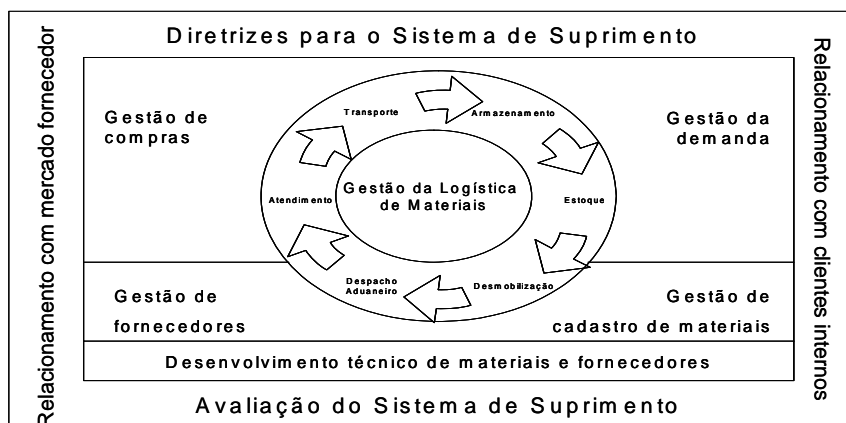 Diretrizes para o Sistema de Suprimento
Relacionamento com mercado fornecedor
Relacionamento com clientes internos
Gestão de
compras
Gestão da
demanda
Transporte
Armazenamento
Atendimento
Gestão da Logística
de Materiais
Estoque
Despacho
Aduaneiro
Desmobilização
Gestão de
fornecedores
Gestão de
cadastro de materiais
Desenvolvimento técnico de materiais e fornecedores
Avaliação do Sistema de Suprimento